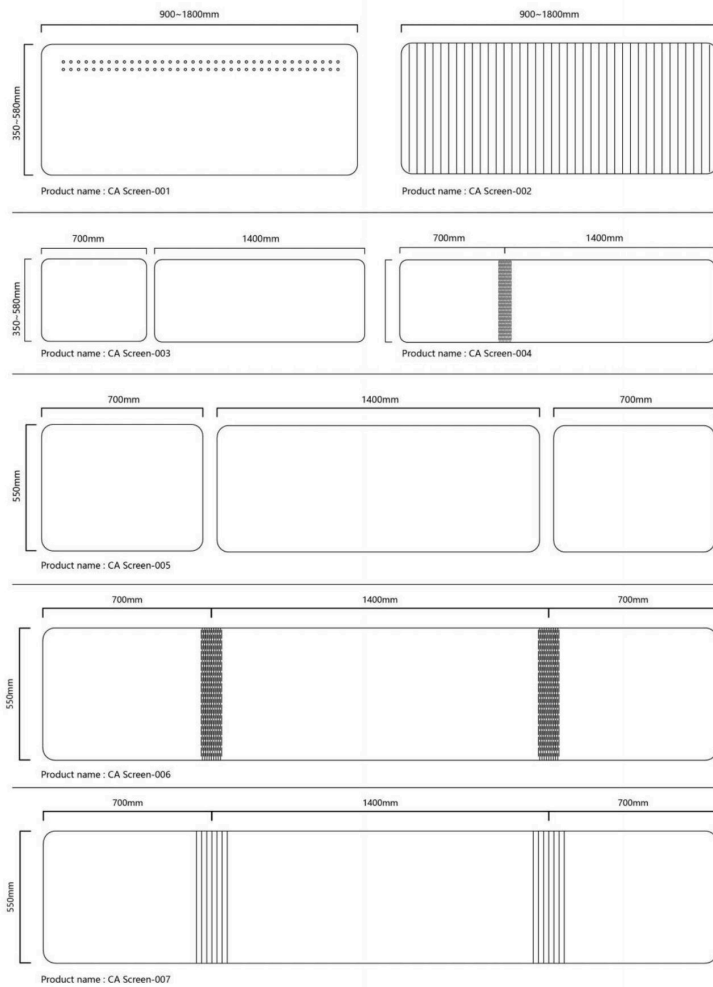 900~1800mm
900~1800mm
350~580mm
Product name : CA Screen-001
Product name : CA Screen-002
700mm
1400mm
700mm
1400mm
350~580mm
Product name : CA Screen-003
Product name : CA Screen-004
700mm
1400mm
700mm
550mm
Product name : CA Screen-005
700mm
1400mm
700mm
550mm
Product name : CA Screen-006
700mm
1400mm
700mm
550mm
Product name : CA Screen-007